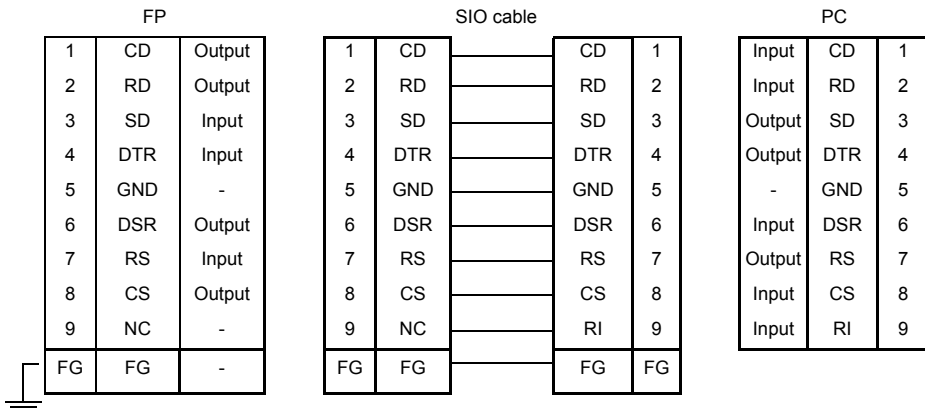 FP SIO cable PC
1 CD Output 1 CD CD 1 Input CD 1
2 RD Output 2 RD RD 2 Input RD 2
3 SD Input 3 SD SD 3 Output SD 3
4 DTR Input 4 DTR DTR 4 Output DTR 4
5 GND - 5 GND GND 5 - GND 5
6 DSR Output 6 DSR DSR 6 Input DSR 6
7 RS Input 7 RS RS 7 Output RS 7
8 CS Output 8 CS CS 8 Input CS 8
9 NC - 9 NC RI 9 Input RI 9
FG FG - FG FG FG FG